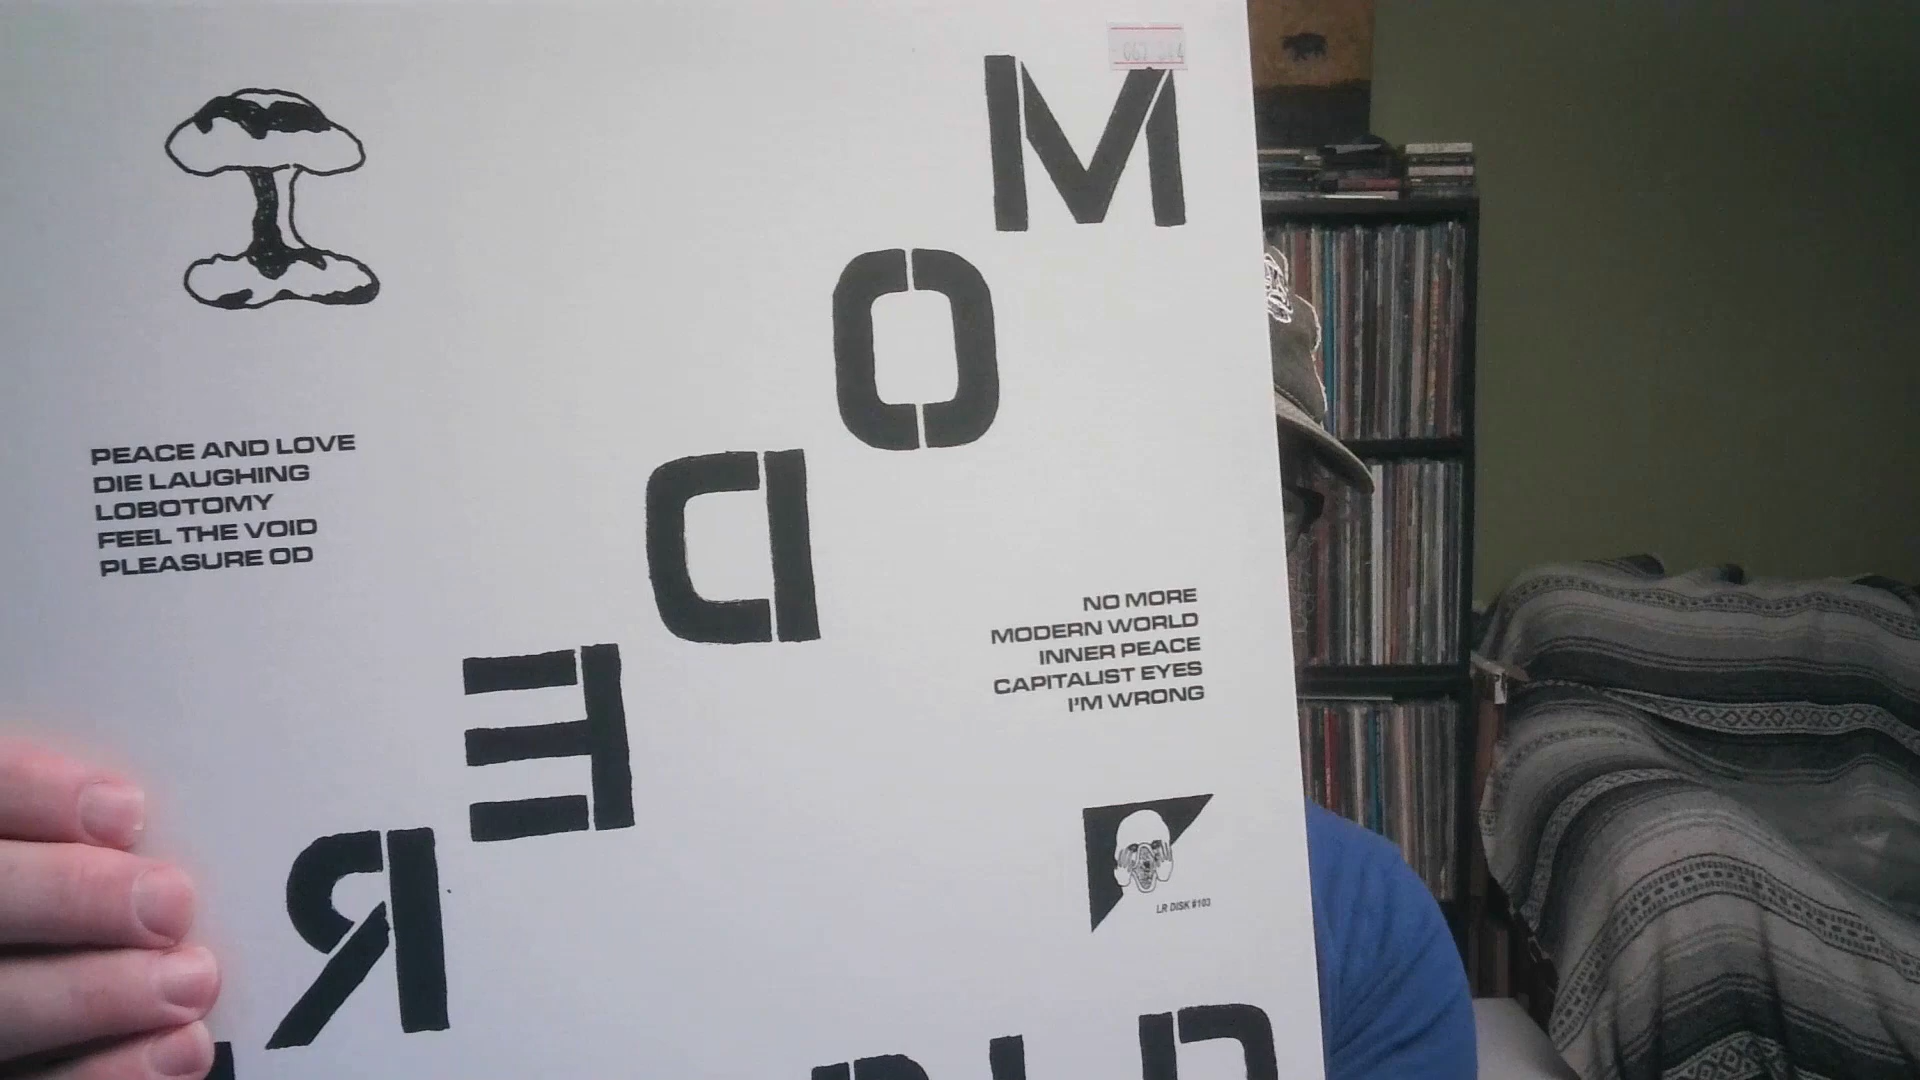 M
O
D
E
R
PEACE AND LOVE
DIE LAUGHING
LOBOTOMY
FEEL THE VOID
PLEASURE OD
NO MORE
MODERN WORLD
INNER PEACE
CAPITALIST EYES
I'M WRONG
LR DISK #103